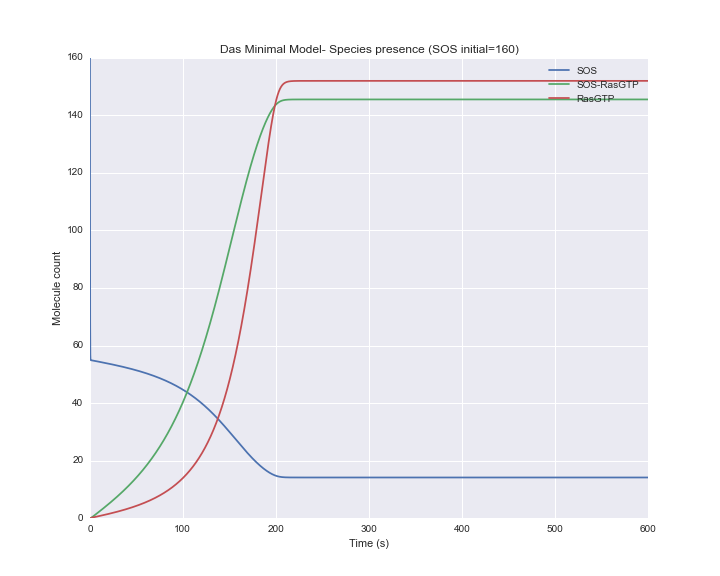 Das Minimal Model- Species presence (SOS initial=160)
160
140
120
100
80
60
40
20
0
Molecule count
SOS
SOS-RasGTP
RasGTP
0 100 200 300 400 500 600
Time (s)